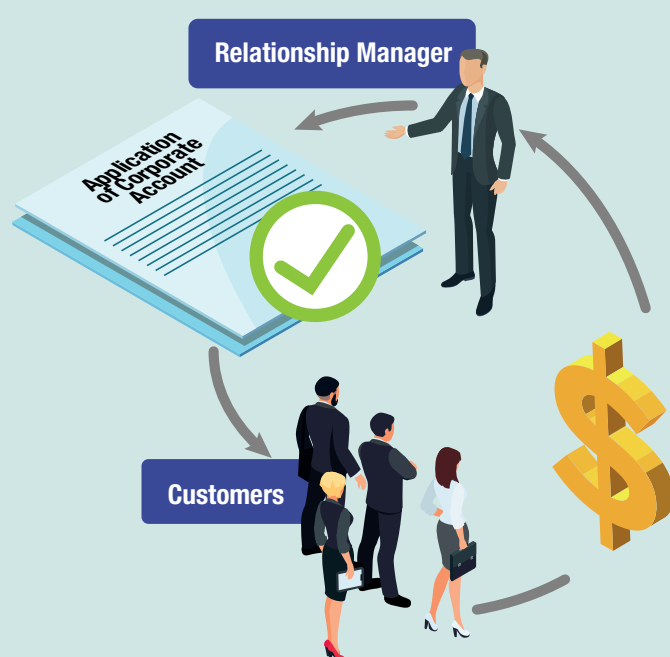 Relationship Manager
Application
of Corporate
Account
Customers